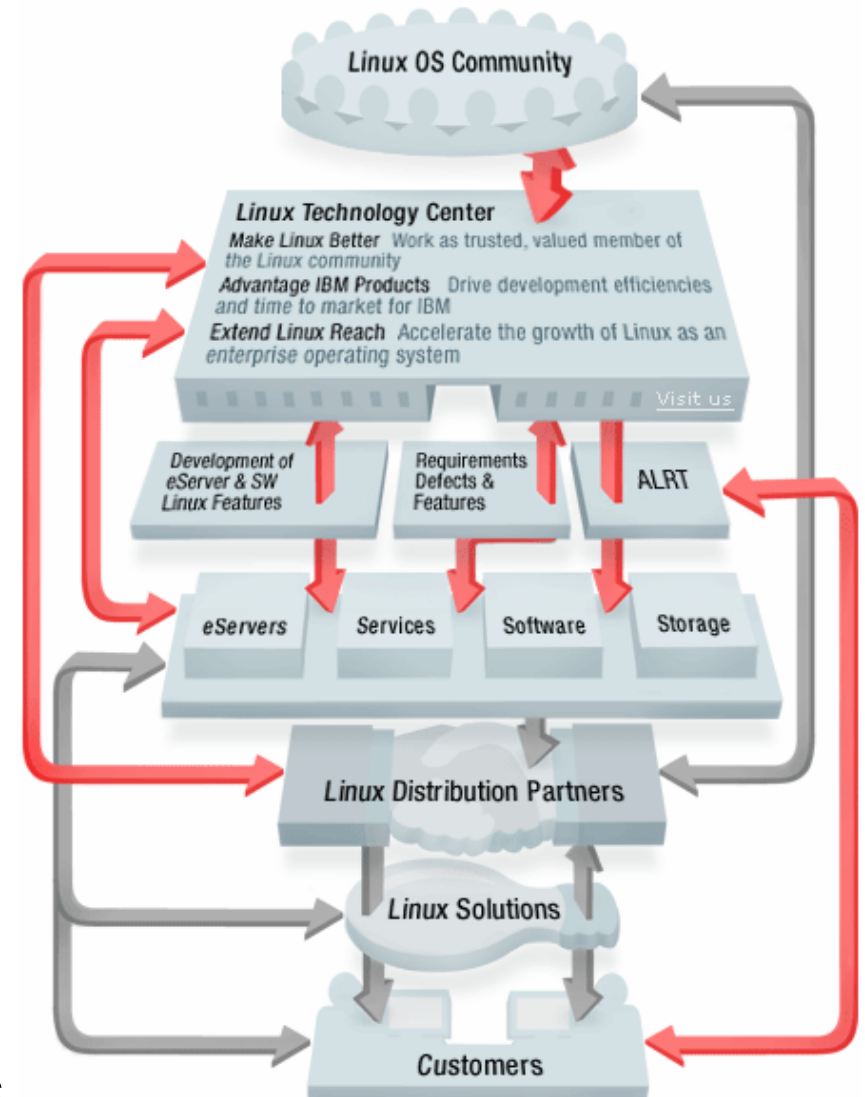 Linux OS Community
Linux Technology Center
Make Linux Better Work as trusted, valued member of
the Linux community
Advantage IBM Products Drive development efficiencies
and time to market for IBM
Extend Linux Reach Accelerate the growth of Linux as an
enterprise operating system
Visit us
Development of
eServer & SW
Linux Features
Requirements
Defects &
Features
ALRT
eServers
Services
Software
Storage
Linux Distribution Partners
Linux Solutions
Customers